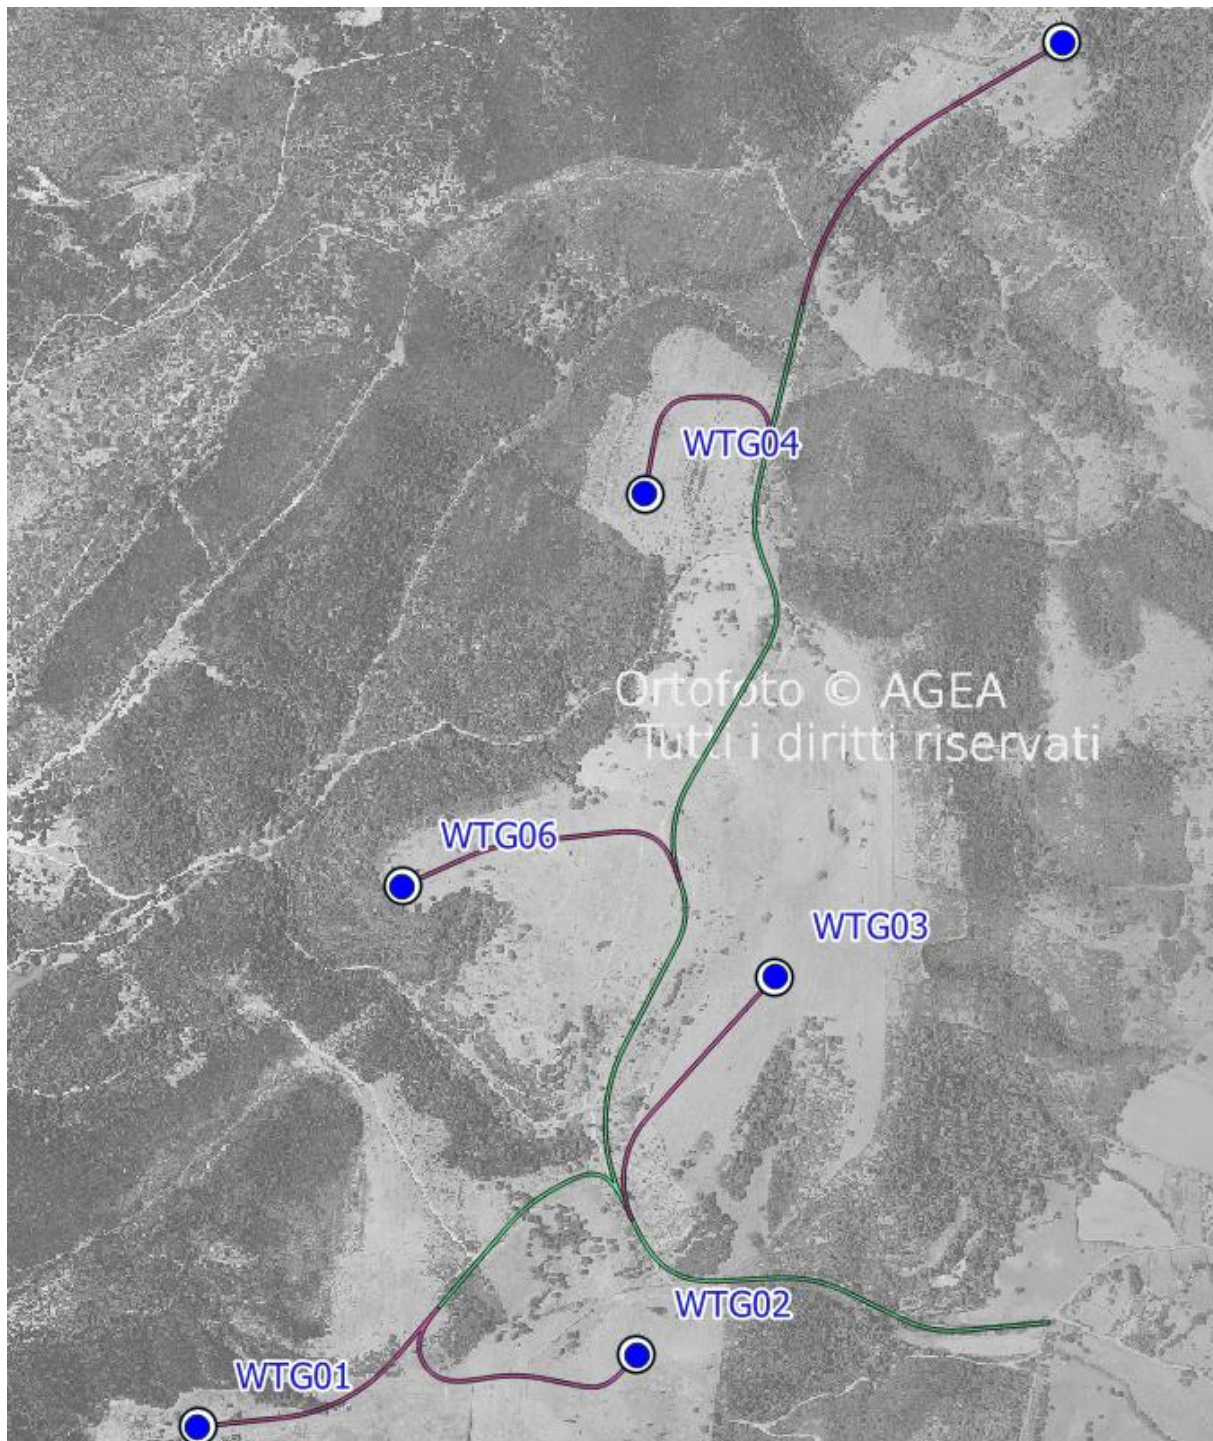 WTG04
Ortofoto © AGEA
Tutti i diritti riservati
WTG06
WTG03
WTG02
WTG01